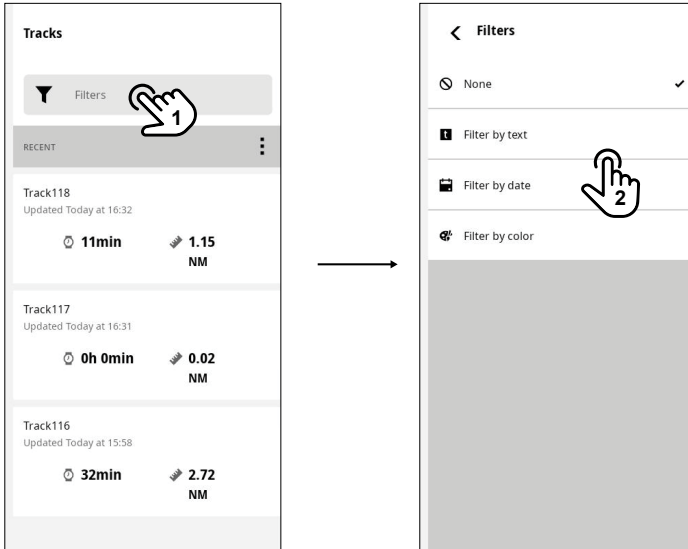 Tracks
Filters
1
RECENT
Track118
Updated Today at 16:32
11min
1.15
NM
Track117
Updated Today at 16:31
0h 0min
0.02
NM
Track116
Updated Today at 15:58
32min
2.72
NM
Filters
None
t Filter by text
Filter by date
2
Filter by color